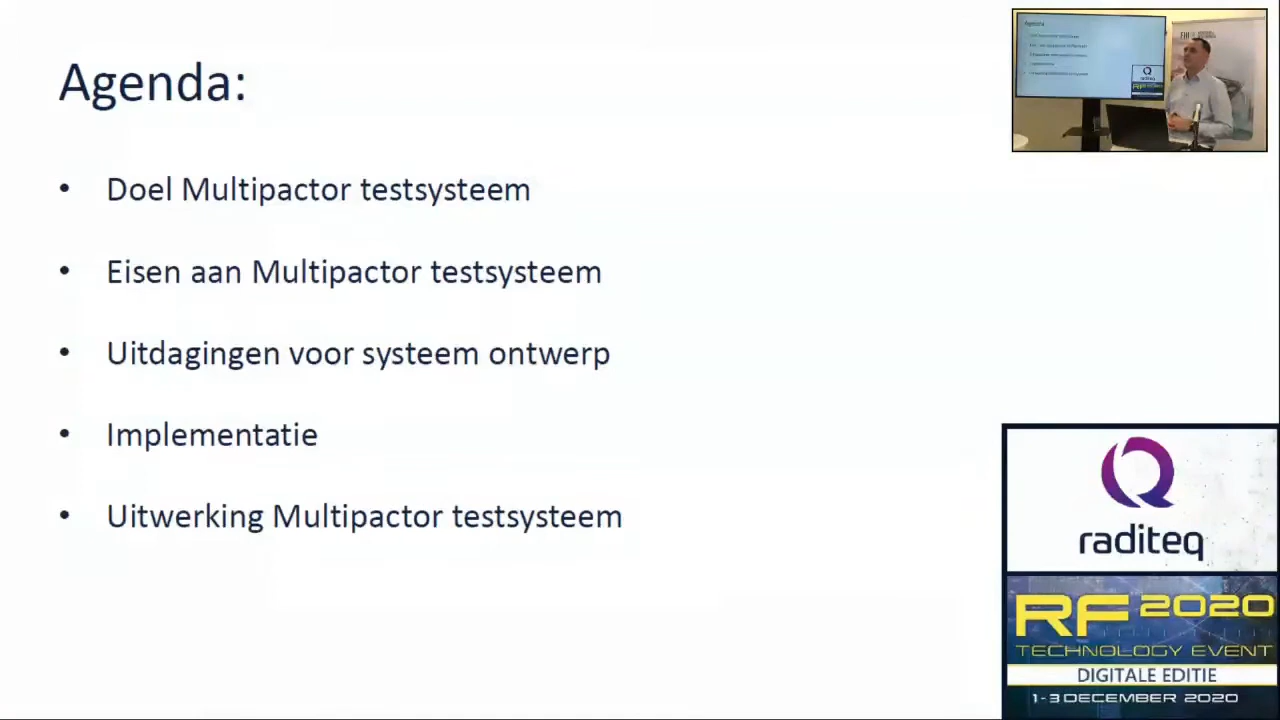 Agenda:
• Doel Multipactor testsysteem
• Eisen aan Multipactor testsysteem
• Uitdagingen voor systeem ontwerp
• Implementatie
• Uitwerking Multipactor testsysteem
Agenda
raditeq
RF 2020
TECHNOLOGY EVENT
DIGITALE EDITIE
1-3 DECEMBER 2020